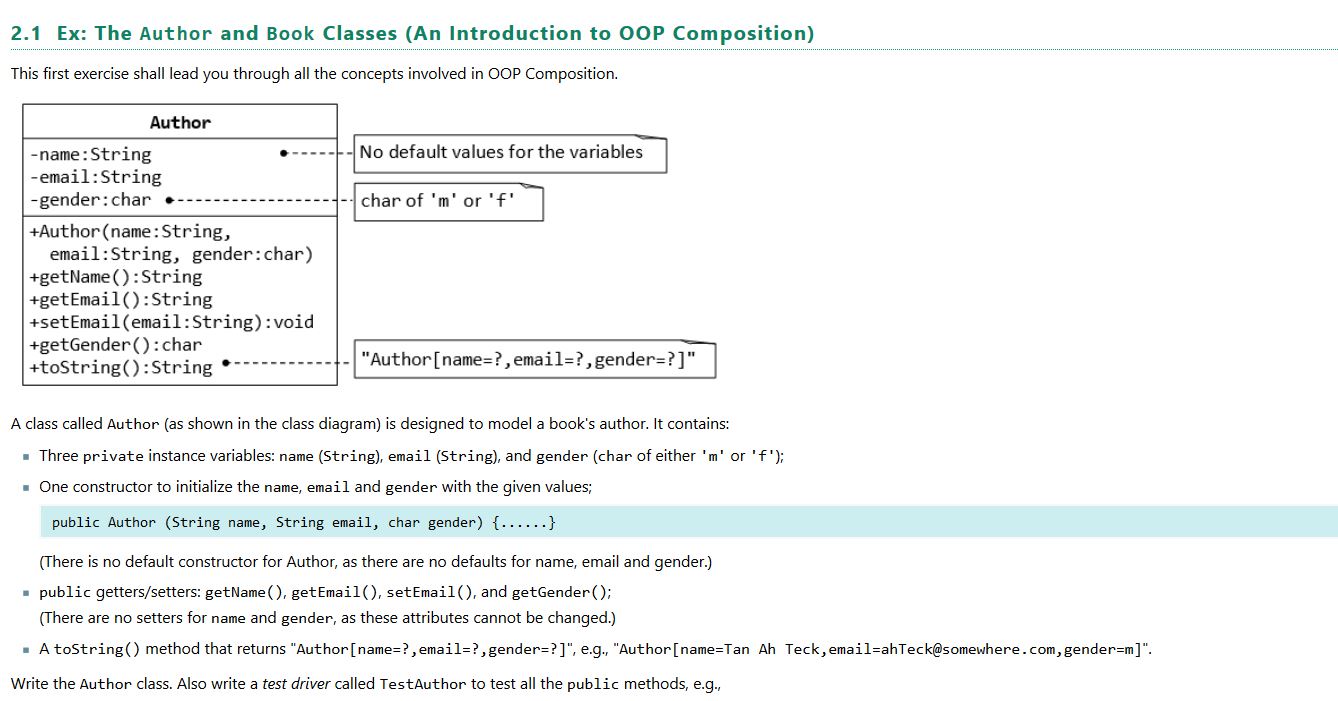 2.1 Ex: The Author and Book Classes (An Introduction to OOP Composition)
This first exercise shall lead you through all the concepts involved in OOP Composition.
Author
-name:String
No default values for the variables
-email:String
-gender:char
char of 'm' or 'f'
+Author(name:String,
email:String, gender:char)
+getName():String
+getEmail():String
+setEmail(email:String):void
+getGender():char
+toString():String
"Author[name=?,email=?,gender=?]"
A class called Author (as shown in the class diagram) is designed to model a book's author. It contains:
Three private instance variables: name (String), email (String), and gender (char of either 'm' or 'f');
One constructor to initialize the name, email and gender with the given values;
public Author (String name, String email, char gender) {......}
(There is no default constructor for Author, as there are no defaults for name, email and gender.)
public getters/setters: getName(), getEmail(), setEmail(), and getGender();
(There are no setters for name and gender, as these attributes cannot be changed.)
A toString() method that returns "Author[name=?,email=?,gender=?]", e.g., "Author[name=Tan Ah Teck,email=ahTeck@somewhere.com,gender=m]".
Write the Author class. Also write a test driver called TestAuthor to test all the public methods, e.g.,